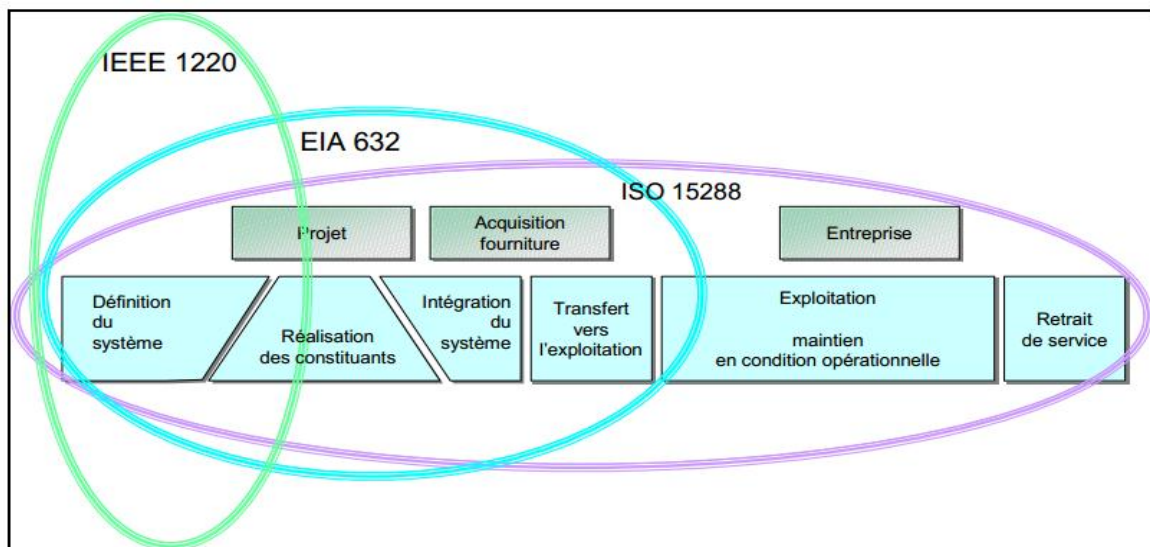 IEEE 1220
EIA 632
ISO 15288
Projet
Acquisition
fourniture
Entreprise
Définition
du
système
Réalisation
des constituants
Intégration
du
système
Transfert
vers
l'exploitation
Exploitation
maintien
en condition opérationnelle
Retrait
de service